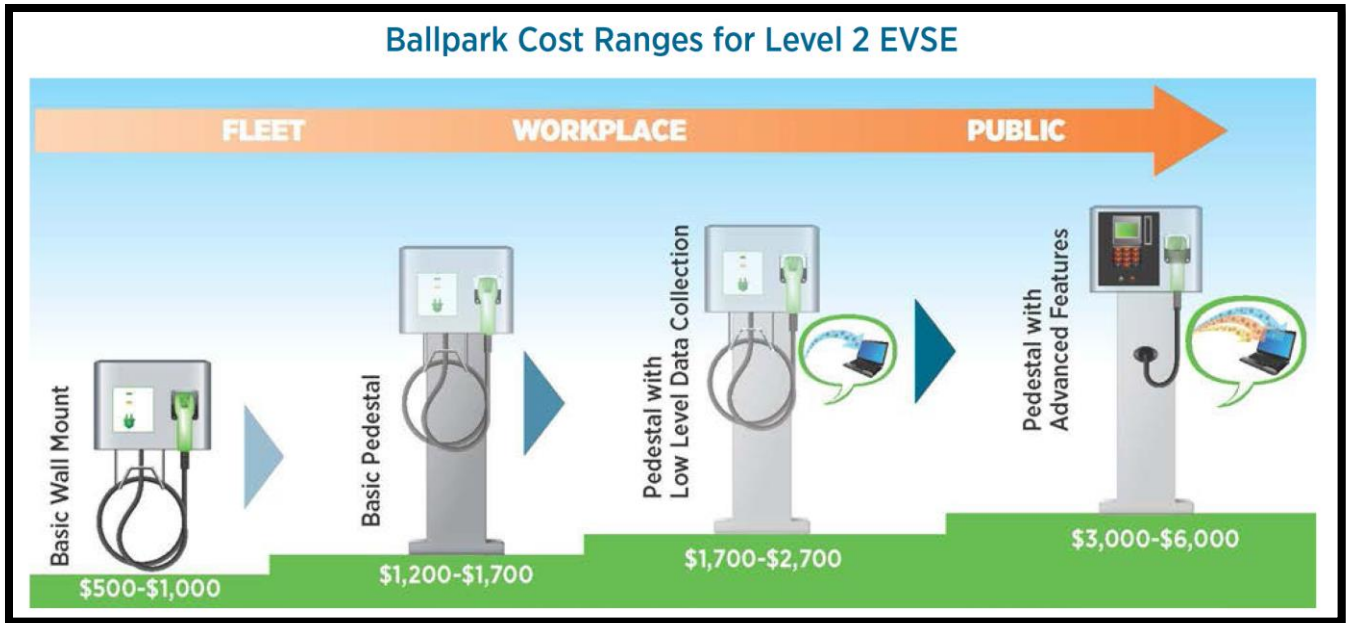 Ballpark Cost Ranges for Level 2 EVSE
FLEET
WORKPLACE
PUBLIC
Basic Wall Mount
$500-$1,000
Basic Pedestal
$1,200-$1,700
Pedestal with
Low Level Data Collection
$1,700-$2,700
Pedestal with
Advanced Features
$3,000-$6,000